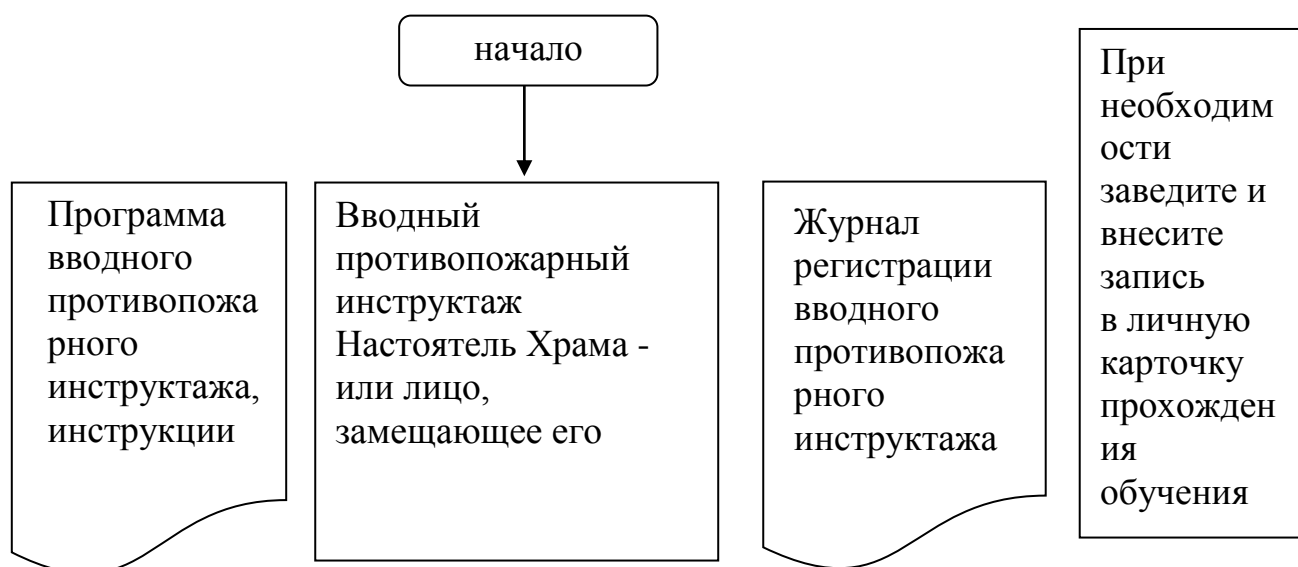 начало
Программа
вводного
противопожа
рного
инструктажа,
инструкции
Вводный
противопожарный
инструктаж
Настоятель Храма -
или лицо,
замещающее его
Журнал
регистрации
вводного
противопожа
рного
инструктажа
При
необходим
ости
заведите и
внесите
запись
в личную
карточку
прохожден
ия
обучения